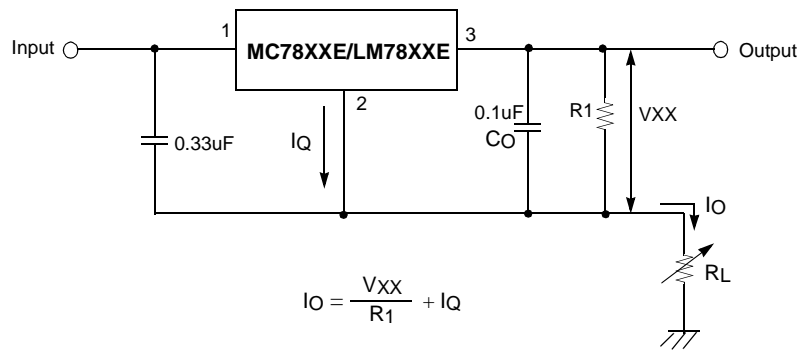 Input
1
MC78XXE/LM78XXE
3
Output
2
0.33uF
IQ
0.1uF
CO
R1
VXX
IO
RL
IO = VXX / R1 + IQ